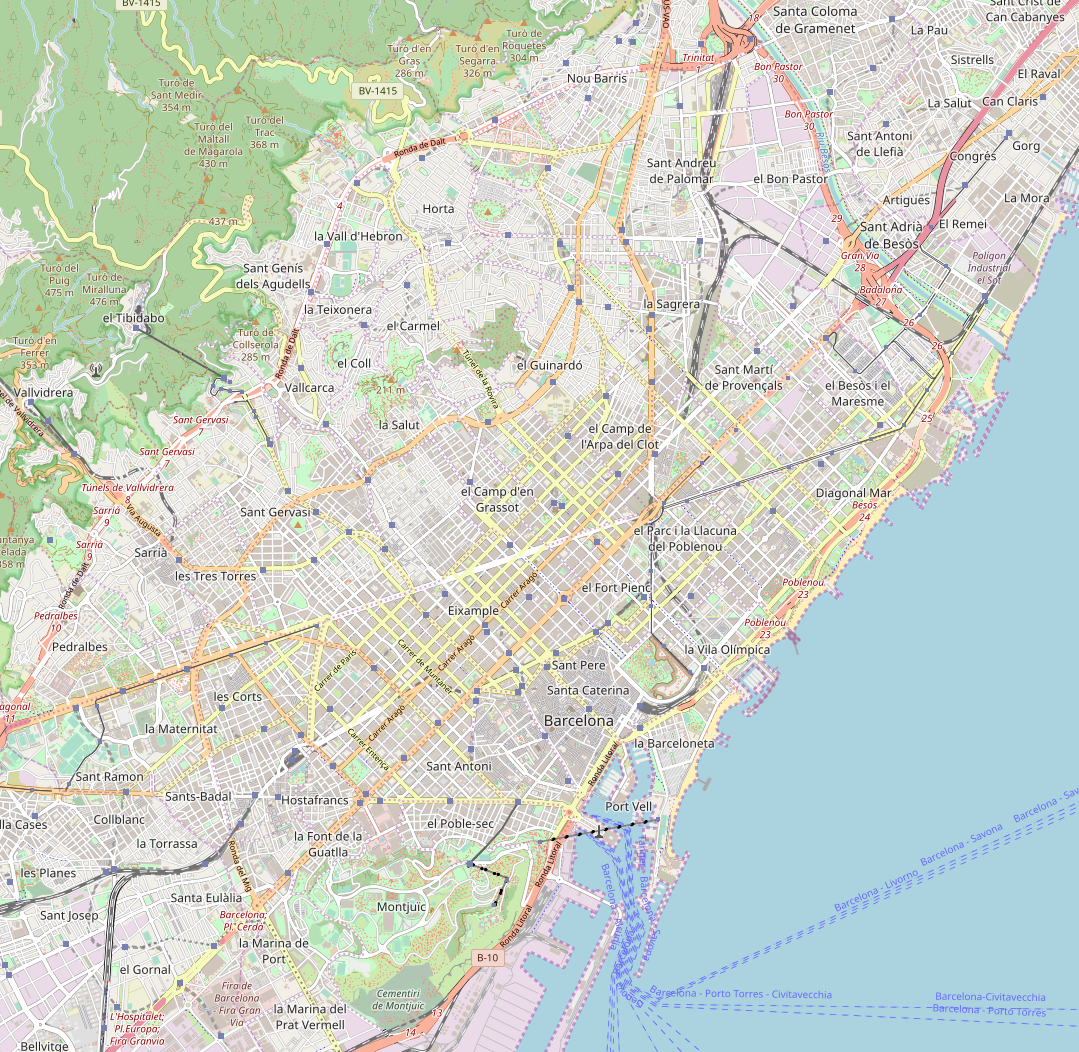 BV-1415
Santa Coloma
de Gramenet
18
Sant Crist de
Can Cabanyes
La Pau
Turó d'en
Gras
286 m
Turó d'en
Segarra
326 m
Turó de
Roquetes
304 m
Trinitat
1
Bon Pastor
30
Sistrells
El Raval
Nou Barris
Turó de
Sant Medir
354 m
BV-1415
La Salut
Can Claris
Turó del
Maltall
de Magarola
430 m
Turó del
Trac
368 m
Bon Pastor
30
Riu Besòs
Sant Antoni
de Llefià
Gorg
Ronda de Dalt
Congrés
Sant Andreu
de Palomar
el Bon Pastor
4
Artigues
La Mora
Horta
437 m
29
Sant Adrià
de Besòs
El Remei
la Vall d'Hebron
Gran Via
28
Polígon
Industrial
el Sot
Sant Genís
dels Agudells
Turó del
Puig
475 m
Turó de
Miralluna
476 m
Badalona
27
la Teixonera
la Sagrera
el Tibidabo
el Carmel
26
Turó d'en
Ferrer
353 m
Turó de
Collserola
285 m
Ronda de Dalt
26
el Coll
el Guinardó
Túnel de la Rovira
Sant Martí
de Provençals
Vallvidrera
Vallcarca
211 m
el Besòs i el
Maresme
Sant Gervasi
7
la Salut
el Camp de
l'Arpa del Clot
25
Sant Gervasi
7
Túnels de Vallvidrera
8
el Camp d'en
Grassot
Diagonal Mar
Besòs
24
Sarrià
9
Via Augusta
Sant Gervasi
el Parc i la Llacuna
del Poblenou
Sarrià
9
Sarrià
les Tres Torres
Carrer Aragó
el Fort Pienc
Poblenou
23
Ronda de Dalt
Eixample
Pedralbes
10
Poblenou
23
Pedralbes
Carrer de Muntaner
Carrer Aragó
la Vila Olímpica
Carrer de París
Sant Pere
Santa Caterina
les Corts
11
Carrer Aragó
Barcelona
la Maternitat
Carrer Entença
la Barceloneta
Sant Antoni
Ronda Litoral
Sant Ramon
Sants-Badal
Hostafrancs
Port Vell
Collblanc
el Poble-sec
la Font de la
Guatlla
la Torrassa
Barcelona - Savona
les Planes
Ronda del Mig
Ronda Litoral
Barcelona - Livorno
Santa Eulàlia
Montjuïc
Sant Josep
Barcelona;
Pl. Cerdà
Ronda Litoral
la Marina de
Port
B-10
el Gornal
Fira de
Barcelona
Fira Gran
Via
Cementiri
de Montjuïc
Barcelona - Porto Torres - Civitavecchia
Barcelona-Civitavecchia
Barcelona - Porto Torres
la Marina del
Prat Vermell
13
L'Hospitalet;
Pl.Europa;
Fira Granvia
14
Bellvitge